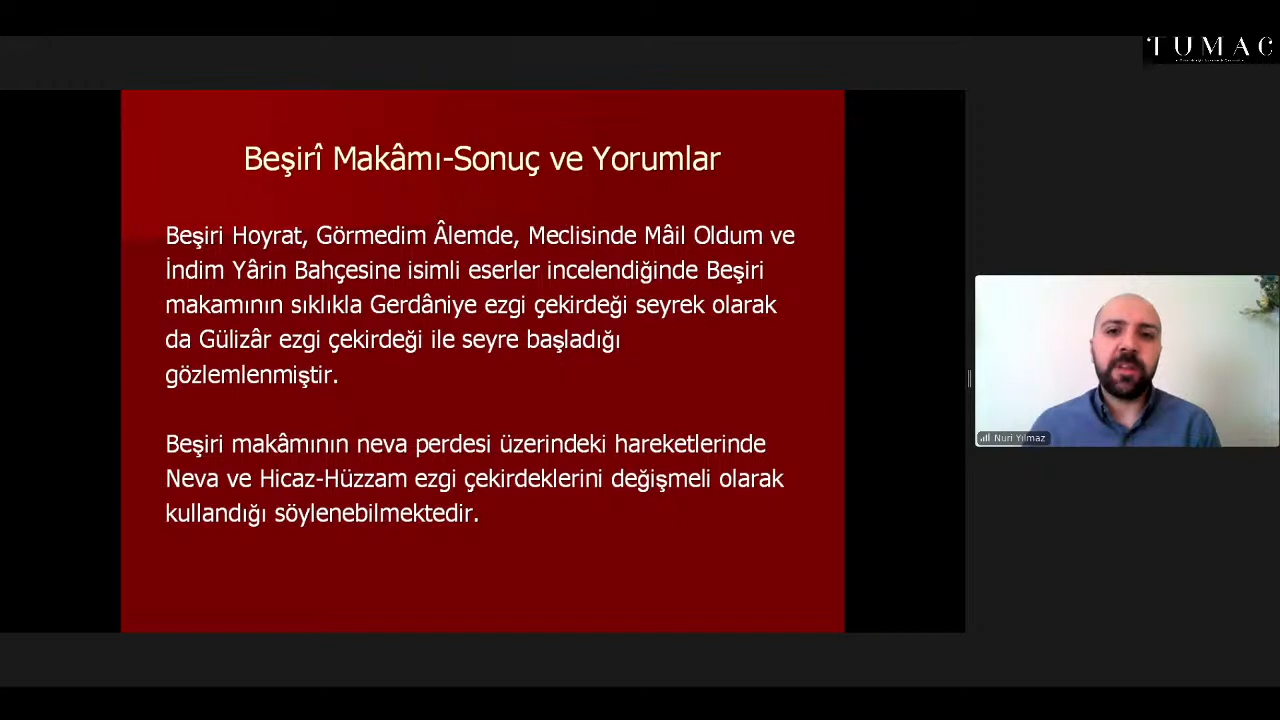 TUMAC
Beşirî Makâmı-Sonuç ve Yorumlar
Beşiri Hoyrat, Görmedim Âlemde, Meclisinde Mâil Oldum ve
İndim Yârin Bahçesine isimli eserler incelendiğinde Beşiri
makamının sıklıkla Gerdâniye ezgi çekirdeği seyrek olarak
da Gülizâr ezgi çekirdeği ile seyre başladığı
gözlemlenmiştir.
Beşiri makâmının neva perdesi üzerindeki hareketlerinde
Neva ve Hicaz-Hüzzam ezgi çekirdeklerini değişmeli olarak
kullandığı söylenebilmektedir.
Nuri Yılmaz